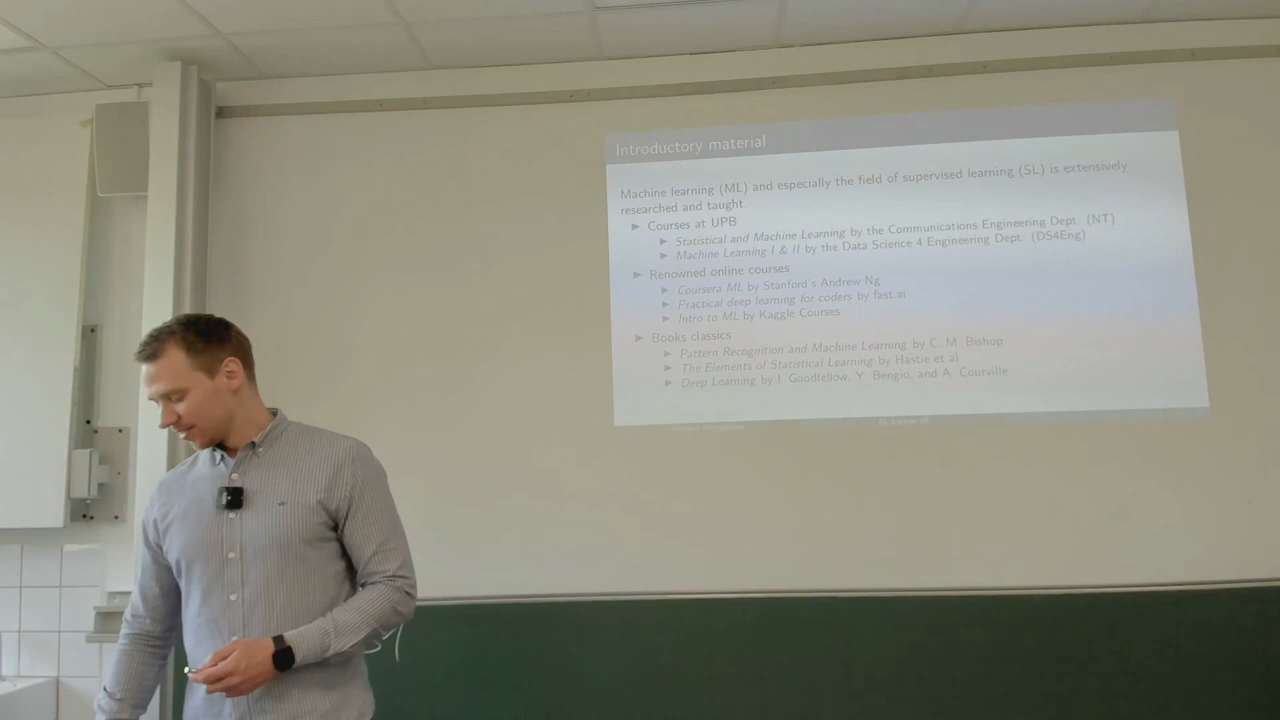 Introductory material
Machine learning (ML) and especially the field of supervised learning (SL) is extensively
researched and taught.
► Courses at UPB
► Statistical and Machine Learning by the Communications Engineering Dept. (NT)
► Machine Learning I & II by the Data Science 4 Engineering Dept. (DS4Eng)
► Renowned online courses
► Coursera ML by Stanford's Andrew Ng
► Practical deep learning for coders by fast.ai
► Intro to ML by Kaggle Courses
► Books classics
► Pattern Recognition and Machine Learning by C. M. Bishop
► The Elements of Statistical Learning by Hastie et al
► Deep Learning by I. Goodfellow, Y. Bengio, and A. Courville